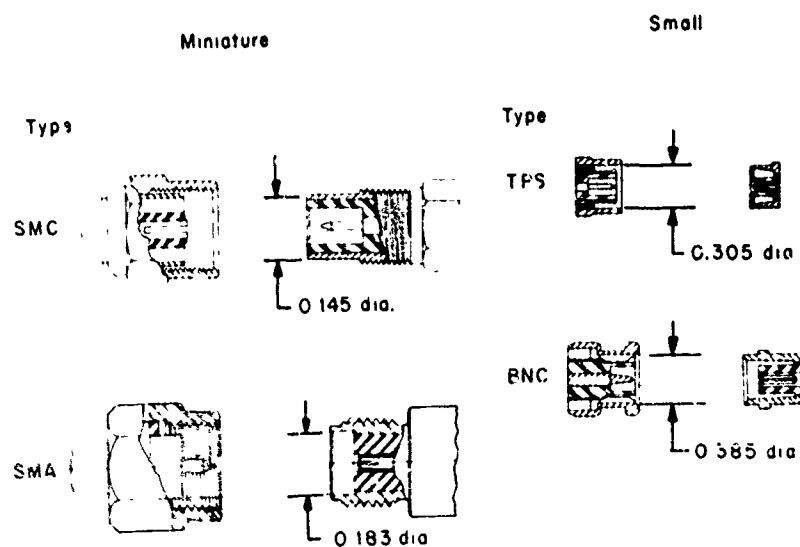 Miniature
Small
Type
Type
SMC
TPS
0.145 dia.
0.305 dia
SMA
BNC
0.183 dia
0.385 dia